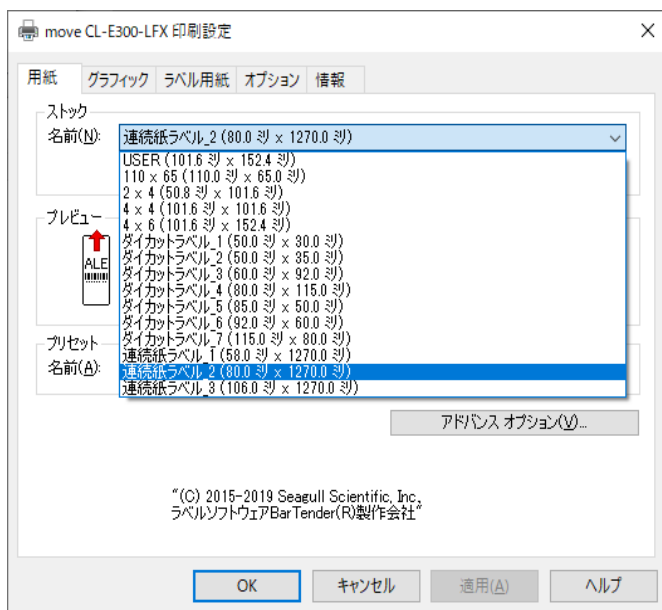 move CL-E300-LFX 印刷設定
用紙 グラフィック ラベル用紙 オプション 情報
ストック
名前(N): 連続紙ラベル_2 (80.0 ミリ x 1270.0 ミリ)
USER (101.6 ミリ x 152.4 ミリ)
110 x 65 (110.0 ミリ x 65.0 ミリ)
2 x 4 (50.8 ミリ x 101.6 ミリ)
4 x 4 (101.6 ミリ x 101.6 ミリ)
4 x 6 (101.6 ミリ x 152.4 ミリ)
ダイカットラベル_1 (50.0 ミリ x 30.0 ミリ)
ダイカットラベル_2 (50.0 ミリ x 35.0 ミリ)
ダイカットラベル_3 (60.0 ミリ x 92.0 ミリ)
ダイカットラベル_4 (80.0 ミリ x 115.0 ミリ)
ダイカットラベル_5 (85.0 ミリ x 50.0 ミリ)
ダイカットラベル_6 (92.0 ミリ x 60.0 ミリ)
ダイカットラベル_7 (115.0 ミリ x 80.0 ミリ)
連続紙ラベル_1 (58.0 ミリ x 1270.0 ミリ)
連続紙ラベル_2 (80.0 ミリ x 1270.0 ミリ)
連続紙ラベル_3 (106.0 ミリ x 1270.0 ミリ)
プレビュー
ALE
プリセット
名前(A):
アドバンス オプション(V)...
"(C) 2015-2019 Seagull Scientific, Inc,
ラベルソフトウェアBarTender(R)製作会社"
OK キャンセル 適用(A) ヘルプ